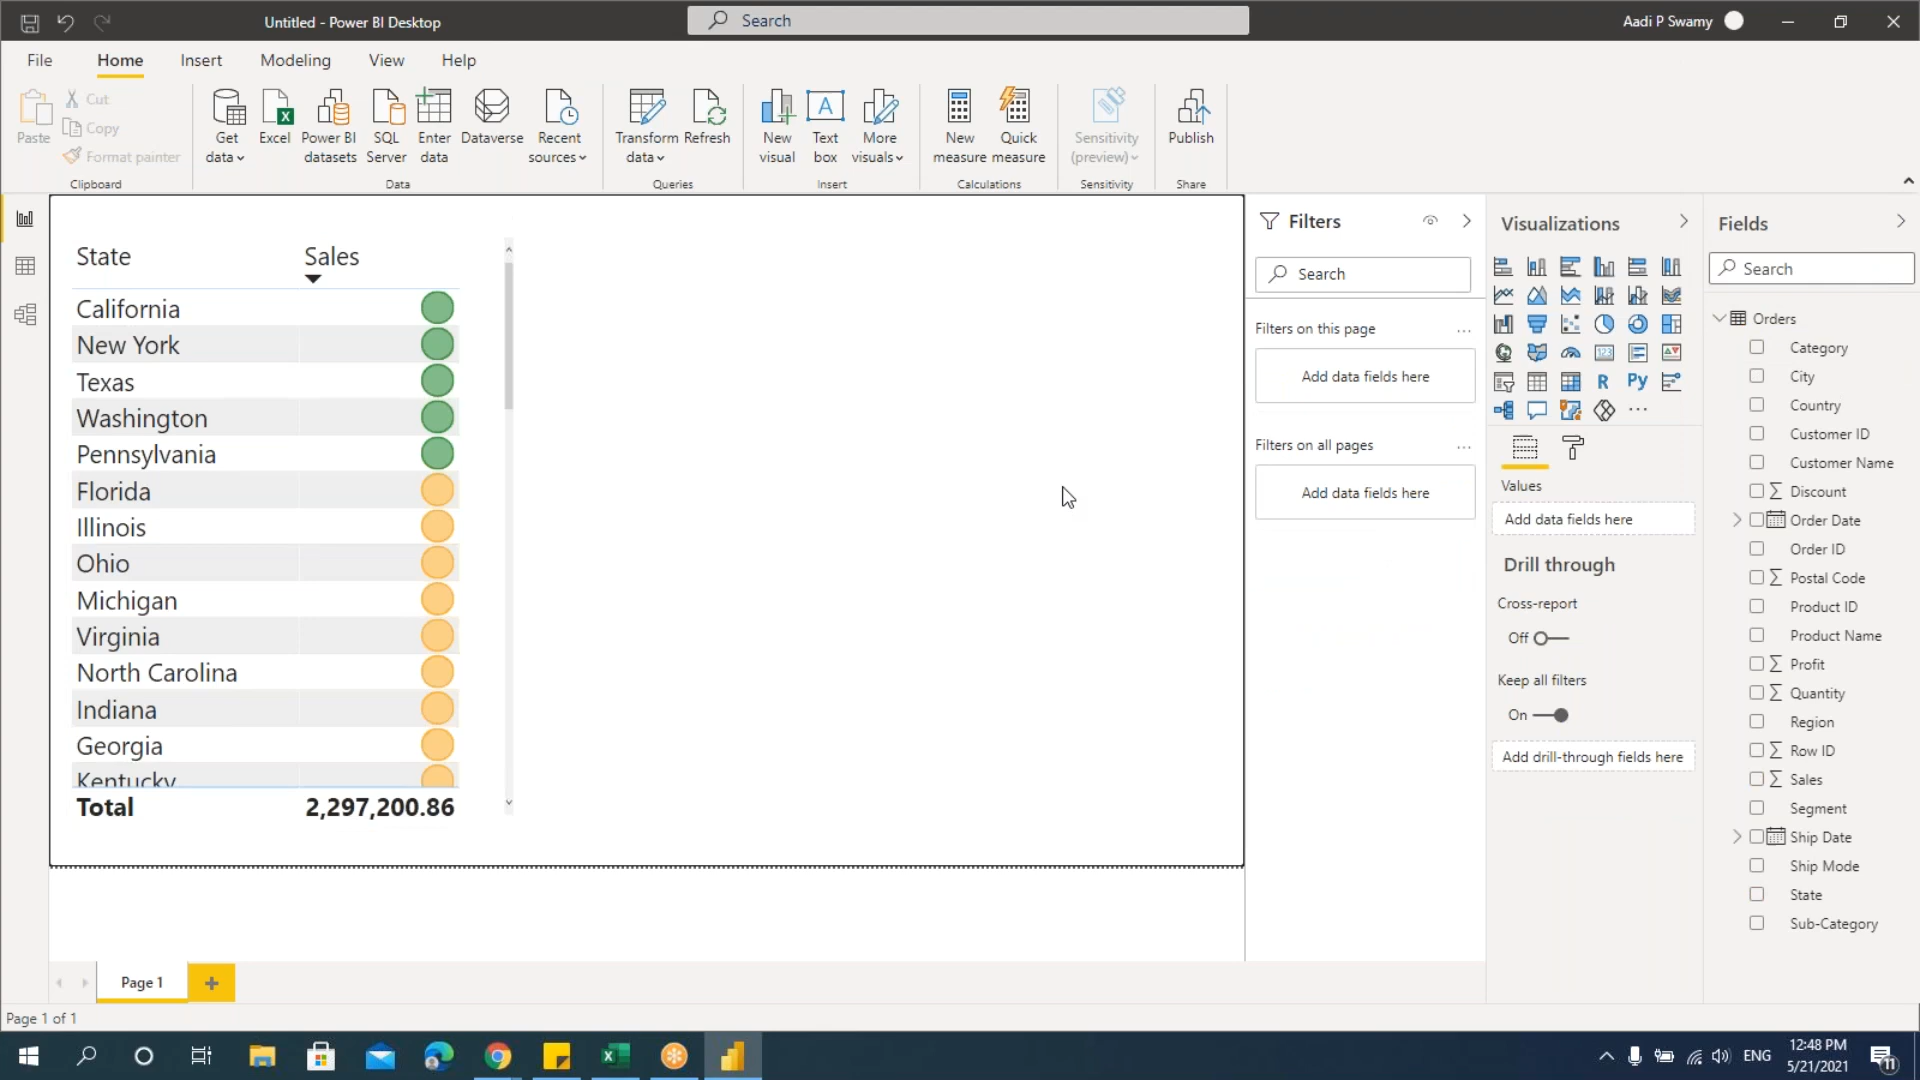 Untitled - Power BI Desktop
Search
Aadi P Swamy
File
Home
Insert
Modeling
View
Help
Paste
Cut
Copy
Format painter
Clipboard
Get data
Excel
Power BI datasets
SQL Server
Enter data
Dataverse
Recent sources
Data
Transform data
Refresh
Queries
New visual
Text box
More visuals
Insert
New measure
Quick measure
Calculations
Sensitivity (preview)
Sensitivity
Publish
Share
State
Sales
California
New York
Texas
Washington
Pennsylvania
Florida
Illinois
Ohio
Michigan
Virginia
North Carolina
Indiana
Georgia
Kentucky
Total 2,297,200.86
Filters
Search
Filters on this page
...
Add data fields here
Filters on all pages
...
Add data fields here
Visualizations
R
Py
123
...
Values
Add data fields here
Drill through
Cross-report
Off
Keep all filters
On
Add drill-through fields here
Fields
Search
Orders
Category
City
Country
Customer ID
Customer Name
∑ Discount
Order Date
Order ID
∑ Postal Code
Product ID
Product Name
∑ Profit
∑ Quantity
Region
∑ Row ID
∑ Sales
Segment
Ship Date
Ship Mode
State
Sub-Category
Page 1
+
Page 1 of 1
ENG
12:48 PM
5/21/2021
11